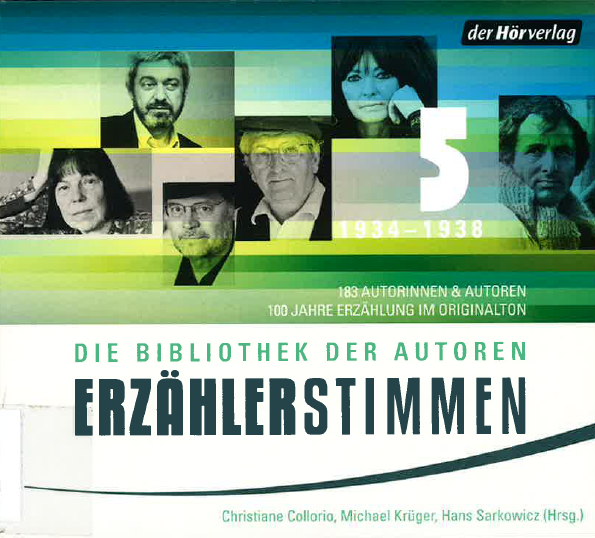 der Hörverlag
5
1934–1938
183 AUTORINNEN & AUTOREN
100 JAHRE ERZÄHLUNG IM ORIGINALTON
DIE BIBLIOTHEK DER AUTOREN
ERZÄHLERSTIMMEN
Christiane Collorio, Michael Krüger, Hans Sarkowicz (Hrsg.)